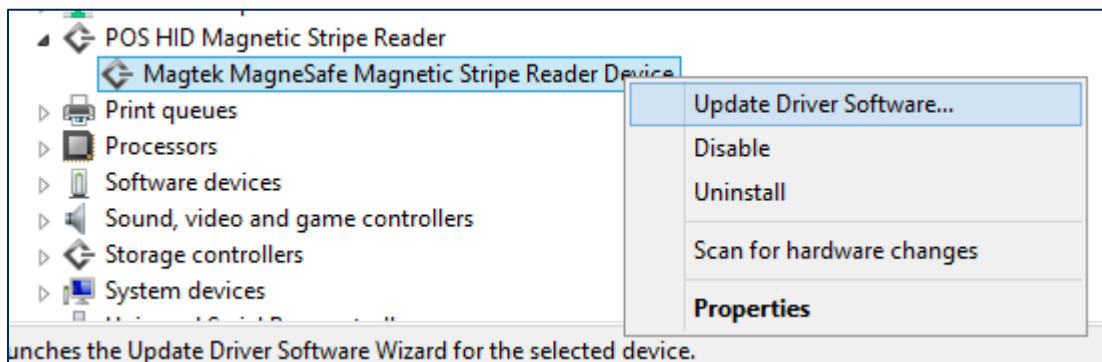 POS HID Magnetic Stripe Reader
Magtek MagneSafe Magnetic Stripe Reader Device
Print queues
Processors
Software devices
Sound, video and game controllers
Storage controllers
System devices
Update Driver Software...
Disable
Uninstall
Scan for hardware changes
Properties
unches the Update Driver Software Wizard for the selected device.